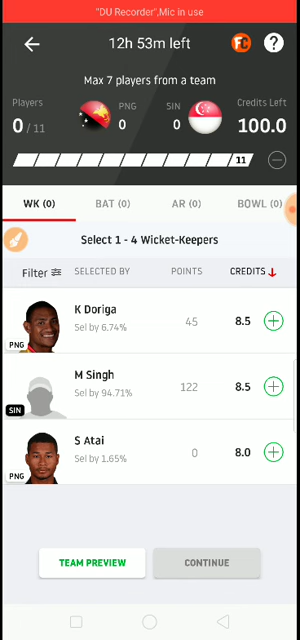 "DU Recorder",Mic in use
12h 53m left
FC
?
Max 7 players from a team
Players
PNG
SIN
Credits Left
0 / 11
0
0
100.0
11
WK (0)
BAT (0)
AR (0)
BOWL (0)
Select 1 - 4 Wicket-Keepers
Filter
SELECTED BY
POINTS
CREDITS
K Doriga
Sel by 6.74%
45
8.5
PNG
M Singh
Sel by 94.71%
122
8.5
SIN
S Atai
Sel by 1.65%
0
8.0
PNG
TEAM PREVIEW
CONTINUE